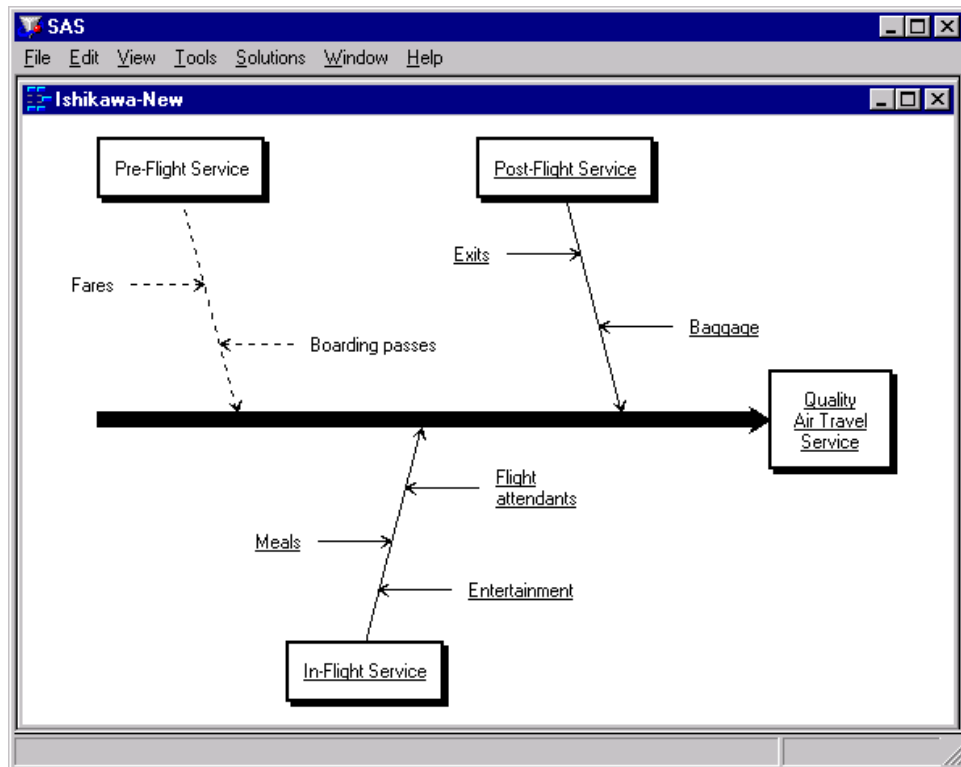 SAS
File Edit View Tools Solutions Window Help
Ishikawa-New
Pre-Flight Service
Post-Flight Service
Exits
Fares
Baggage
Boarding passes
Quality
Air Travel
Service
Flight
attendants
Meals
Entertainment
In-Flight Service